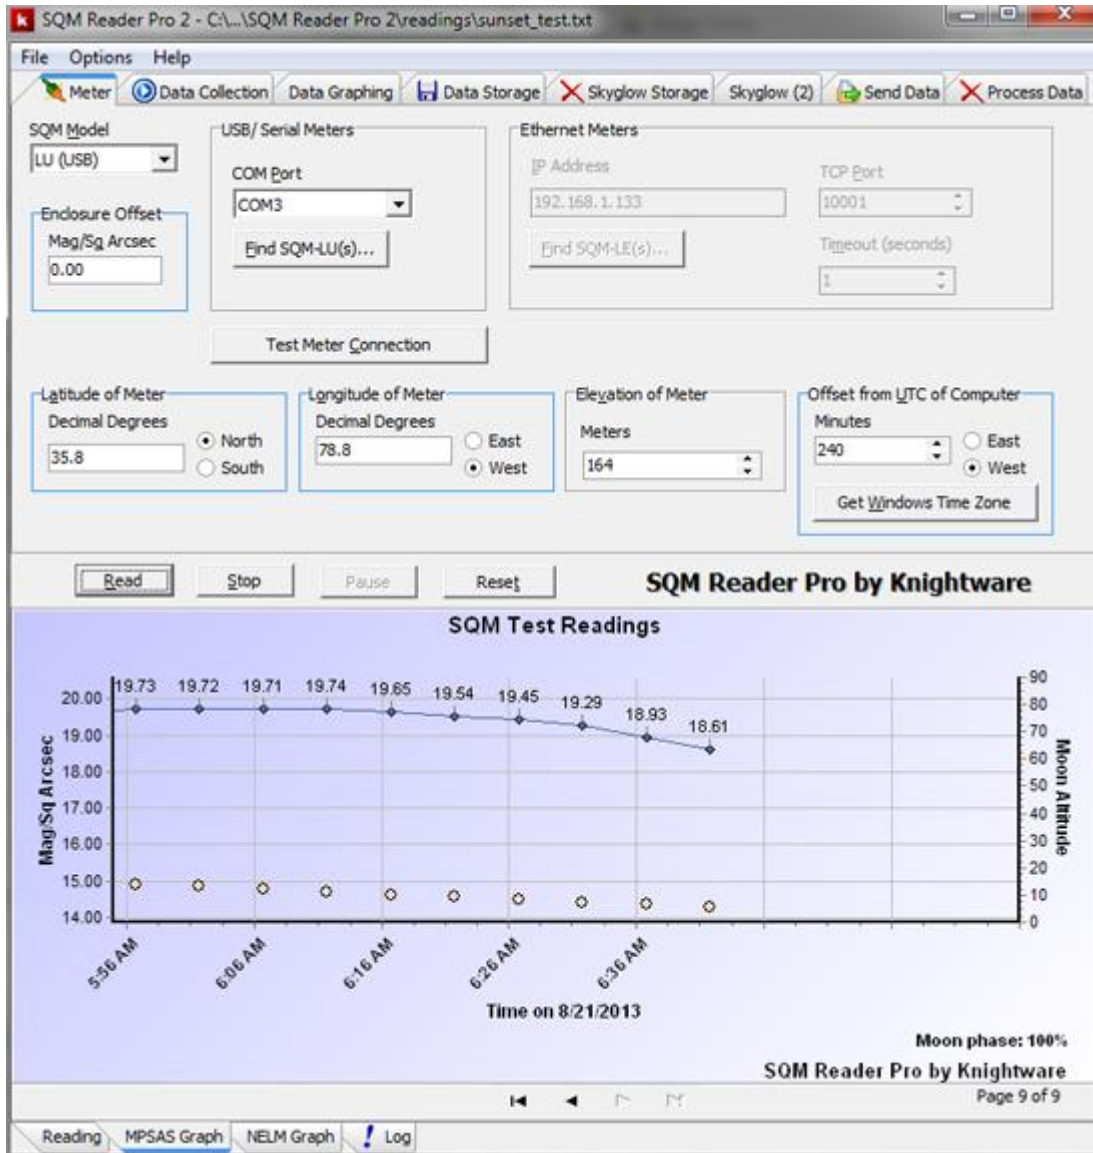 SQM Reader Pro 2 - C:\...\SQM Reader Pro 2\readings\sunset_test.txt
File Options Help
Meter Data Collection Data Graphing Data Storage Skyglow Storage Skyglow (2) Send Data Process Data
SQM Model
LU (USB)
USB/ Serial Meters
COM Port
COM3
Find SQM-LU(s)...
Ethernet Meters
IP Address
192.168.1.133
Find SQM-LE(s)...
TCP Port
10001
Timeout (seconds)
1
Enclosure Offset
Mag/Sq Arcsec
0.00
Test Meter Connection
Latitude of Meter
Decimal Degrees
35.8
North
South
Longitude of Meter
Decimal Degrees
78.8
East
West
Elevation of Meter
Meters
164
Offset from UTC of Computer
Minutes
240
East
West
Get Windows Time Zone
Read Stop Pause Reset SQM Reader Pro by Knightware
SQM Test Readings
19.73 19.72 19.71 19.74 19.65 19.54 19.45 19.29 18.93 18.61
Mag/Sq Arcsec
20.00
19.00
18.00
17.00
16.00
15.00
14.00
90
80
70
60
50
40
30
20
10
0
Moon Altitude
5:56 AM 6:06 AM 6:16 AM 6:26 AM 6:36 AM
Time on 8/21/2013
Moon phase: 100%
SQM Reader Pro by Knightware
Page 9 of 9
Reading MPSAS Graph NELM Graph Log